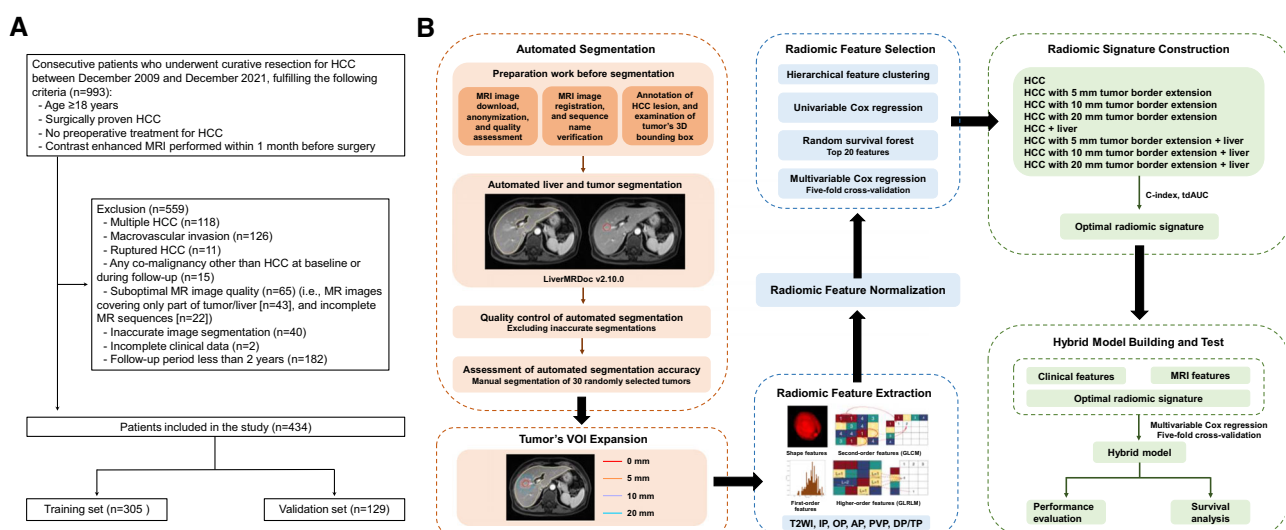 A
Consecutive patients who underwent curative resection for HCC
between December 2009 and December 2021, fulfilling the following
criteria (n=993):
- Age ≥18 years
- Surgically proven HCC
- No preoperative treatment for HCC
- Contrast enhanced MRI performed within 1 month before surgery
Exclusion (n=559)
- Multiple HCC (n=118)
- Macrovascular invasion (n=126)
- Ruptured HCC (n=11)
- Any co-malignancy other than HCC at baseline or
during follow-up (n=15)
- Suboptimal MR image quality (n=65) (i.e., MR images
covering only part of tumor/liver [n=43], and incomplete
MR sequences [n=22])
- Inaccurate image segmentation (n=40)
- Incomplete clinical data (n=2)
- Follow-up period less than 2 years (n=182)
Patients included in the study (n=434)
Training set (n=305 )
Validation set (n=129)
B
Automated Segmentation
Preparation work before segmentation
MRI image
download,
anonymization,
and quality
assessment
MRI image
registration, and
sequence name
verification
Annotation of
HCC lesion, and
examination of
tumor's 3D
bounding box
Automated liver and tumor segmentation
LiverMRDoc v2.10.0
Quality control of automated segmentation
Excluding inaccurate segmentations
Assessment of automated segmentation accuracy
Manual segmentation of 30 randomly selected tumors
Tumor's VOI Expansion
0 mm
5 mm
10 mm
20 mm
Radiomic Feature Extraction
Shape features
Second-order features (GLCM)
First-order
features
Higher-order features (GLRLM)
T2WI, IP, OP, AP, PVP, DP/TP
Radiomic Feature Normalization
Radiomic Feature Selection
Hierarchical feature clustering
Univariable Cox regression
Random survival forest
Top 20 features
Multivariable Cox regression
Five-fold cross-validation
Radiomic Signature Construction
HCC
HCC with 5 mm tumor border extension
HCC with 10 mm tumor border extension
HCC with 20 mm tumor border extension
HCC + liver
HCC with 5 mm tumor border extension + liver
HCC with 10 mm tumor border extension + liver
HCC with 20 mm tumor border extension + liver
C-index, tdAUC
Optimal radiomic signature
Hybrid Model Building and Test
Clinical features
MRI features
Optimal radiomic signature
Multivariable Cox regression
Five-fold cross-validation
Hybrid model
Performance
evaluation
Survival
analysis